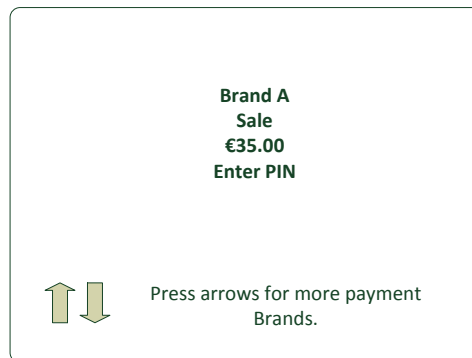 Brand A
Sale
€35.00
Enter PIN
Press arrows for more payment
Brands.